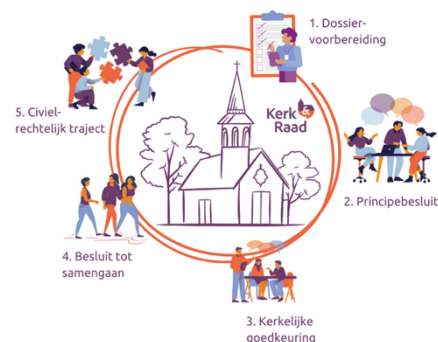 1. Dossier-
voorbereiding
Kerk
Raad
2. Principebesluit
3. Kerkelijke
goedkeuring
4. Besluit tot
samengaan
5. Civiel-
rechtelijk traject